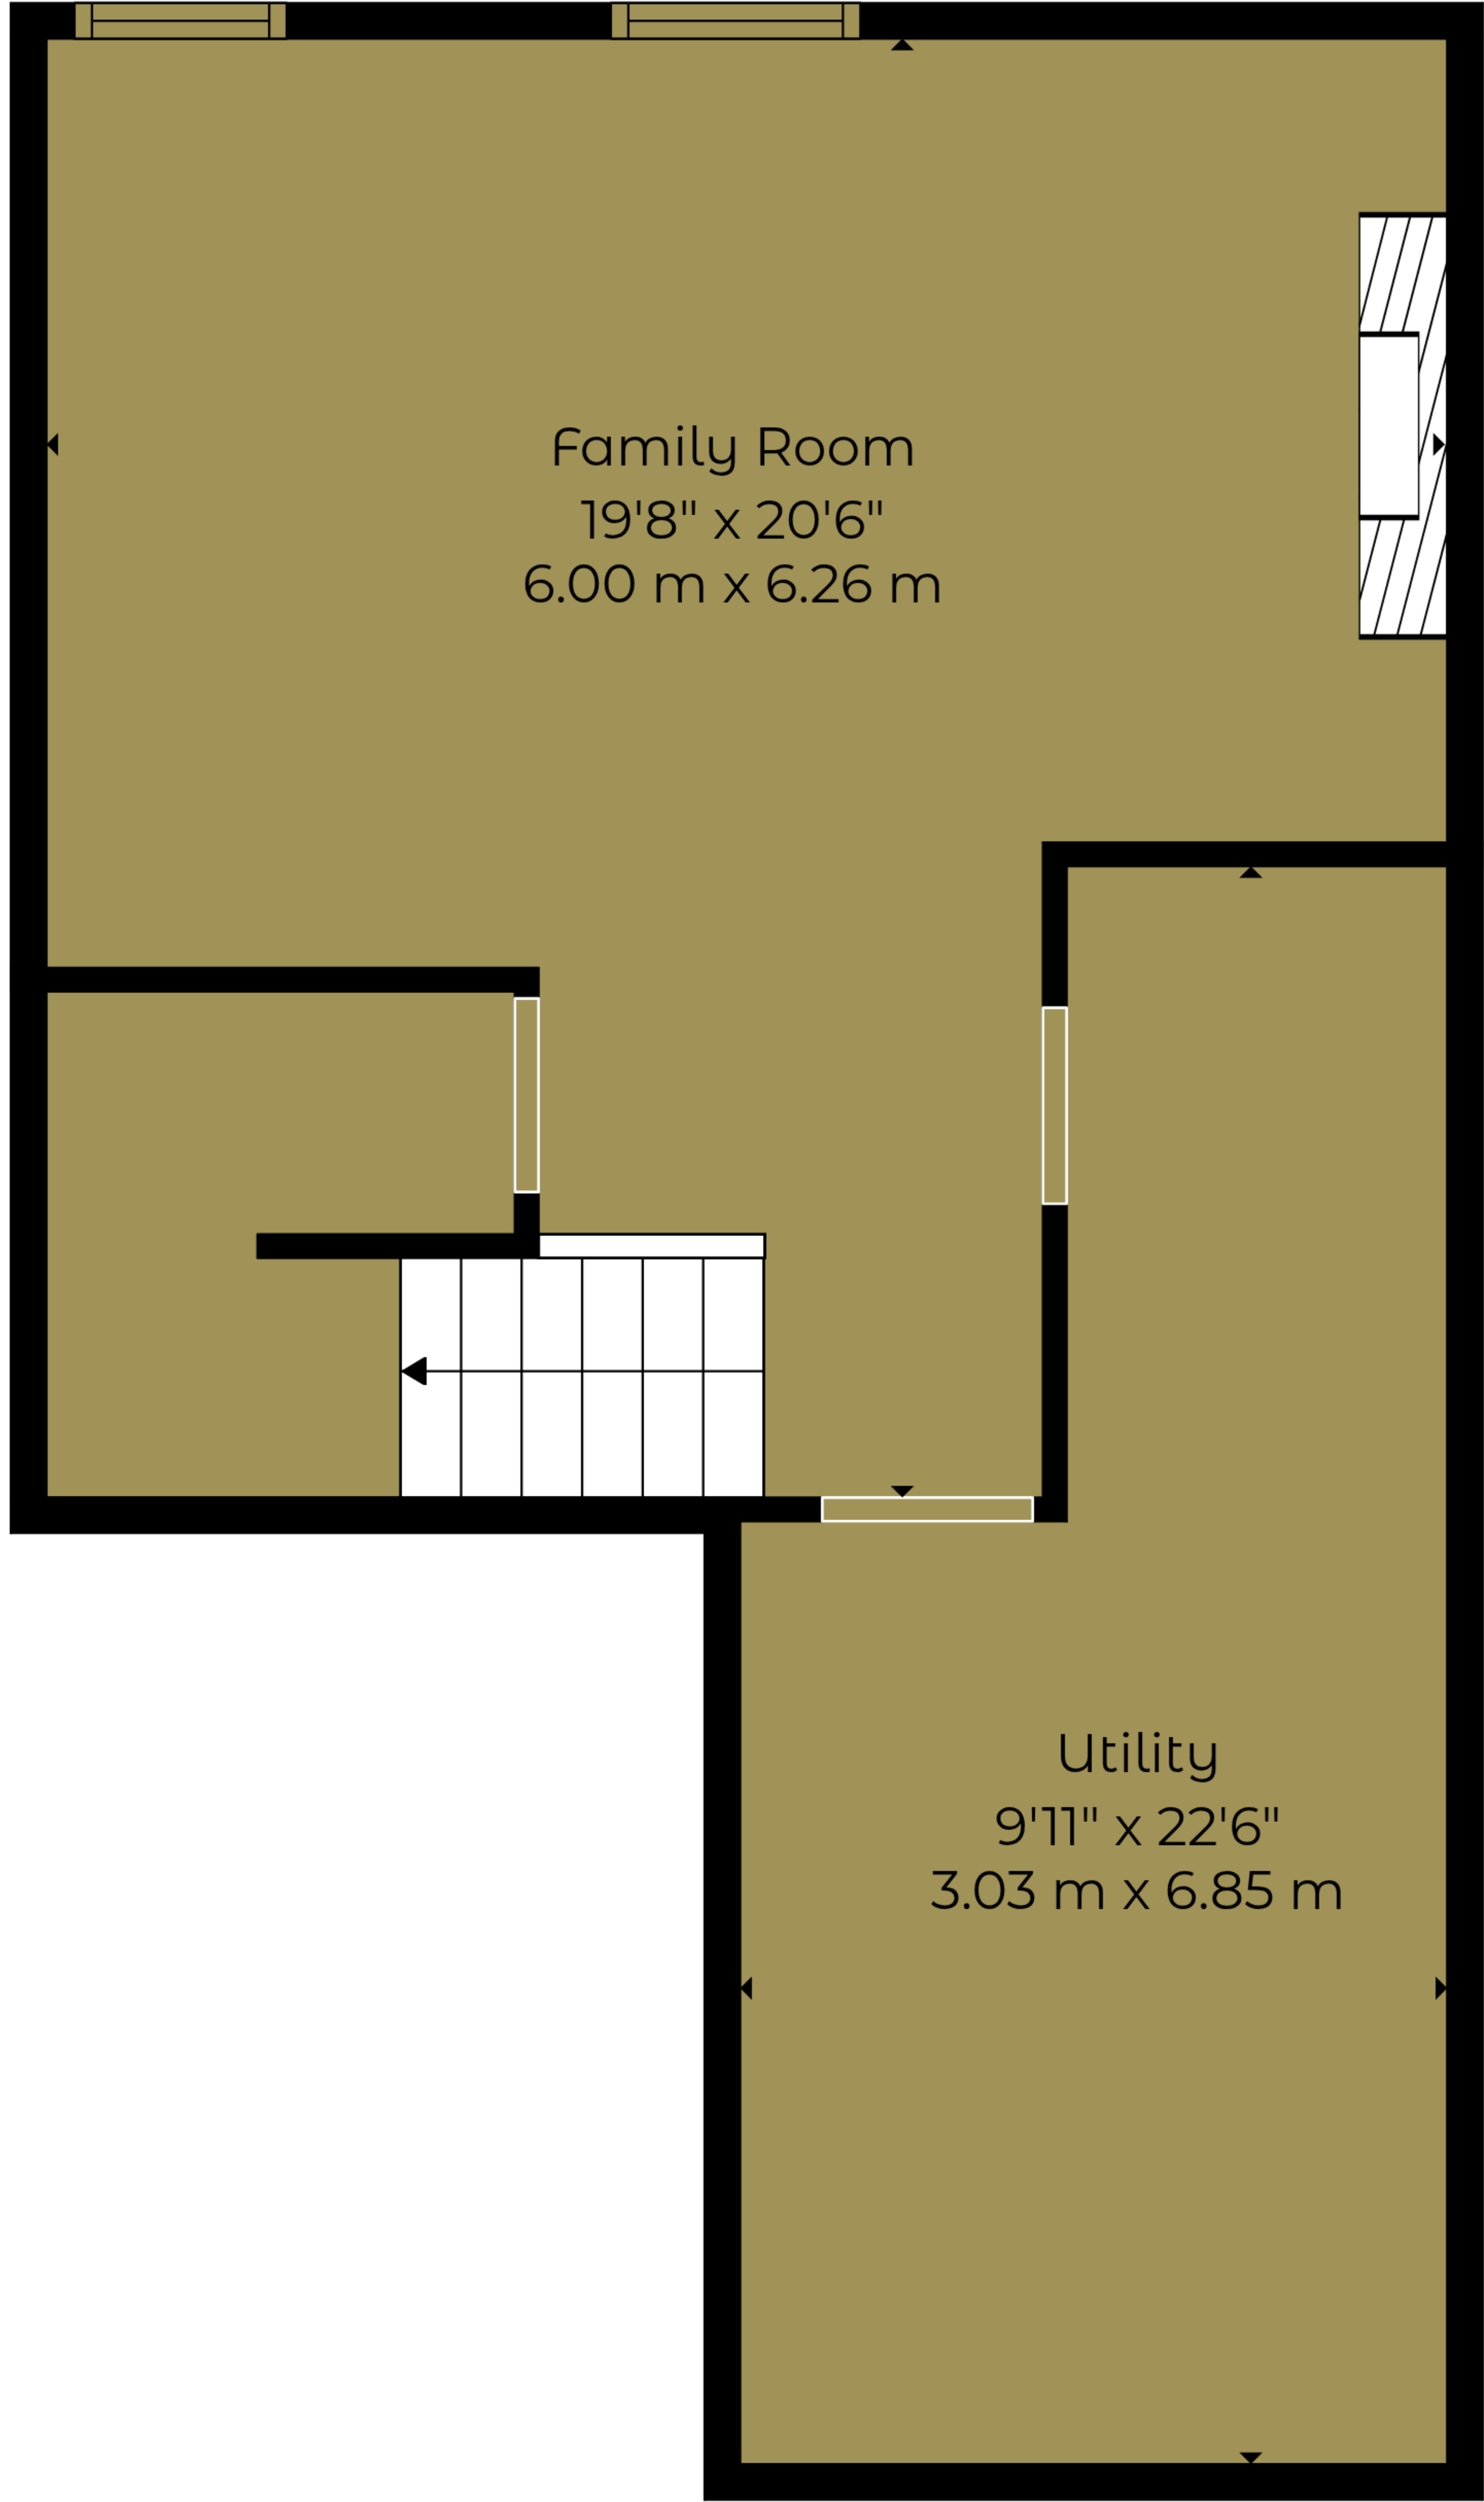 Family Room
19'8" x 20'6"
6.00 m x 6.26 m
Utility
9'11" x 22'6"
3.03 m x 6.85 m